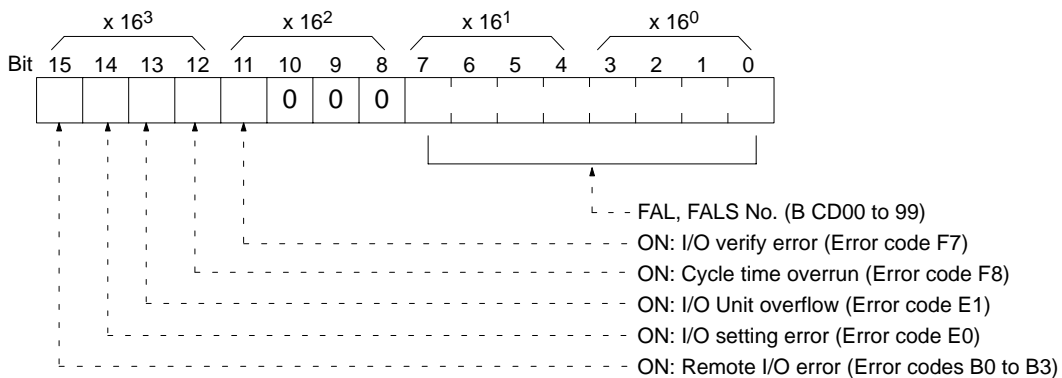 x 16³ x 16² x 16¹ x 16⁰
Bit 15 14 13 12 11 10 9 8 7 6 5 4 3 2 1 0
0 0 0
FAL, FALS No. (B CD00 to 99)
ON: I/O verify error (Error code F7)
ON: Cycle time overrun (Error code F8)
ON: I/O Unit overflow (Error code E1)
ON: I/O setting error (Error code E0)
ON: Remote I/O error (Error codes B0 to B3)